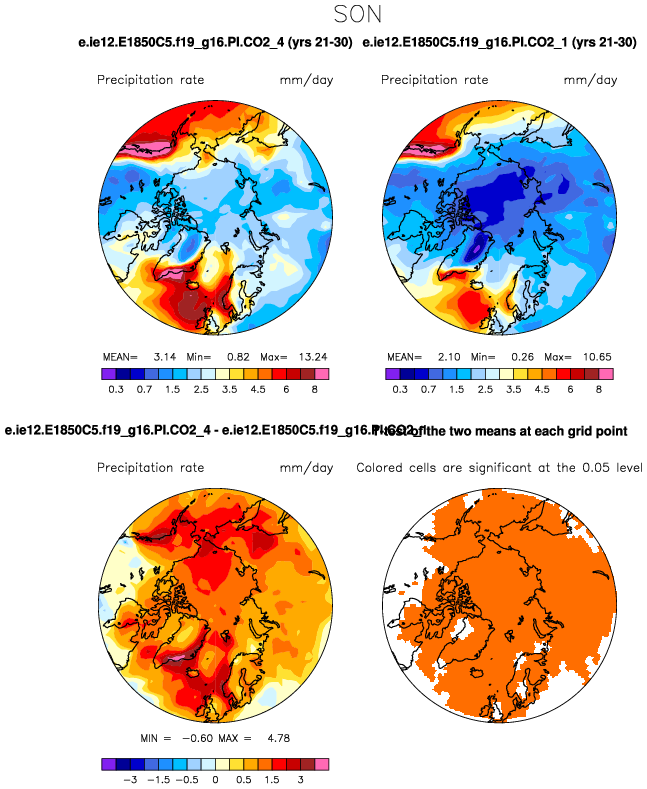 SON
e.ie12.E1850C5.f19_g16.PI.CO2_4 (yrs 21-30) e.ie12.E1850C5.f19_g16.PI.CO2_1 (yrs 21-30)
Precipitation rate mm/day Precipitation rate mm/day
MEAN= 3.14 Min= 0.82 Max= 13.24 MEAN= 2.10 Min= 0.26 Max= 10.65
0.3 0.7 1.5 2.5 3.5 4.5 6 8 0.3 0.7 1.5 2.5 3.5 4.5 6 8
e.ie12.E1850C5.f19_g16.PI.CO2_4 - e.ie12.E1850C5.f19_g16.PI.CO2_1 T-test of the two means at each grid point
Precipitation rate mm/day Colored cells are significant at the 0.05 level
MIN = -0.60 MAX = 4.78
-3 -1.5 -0.5 0 0.5 1.5 3